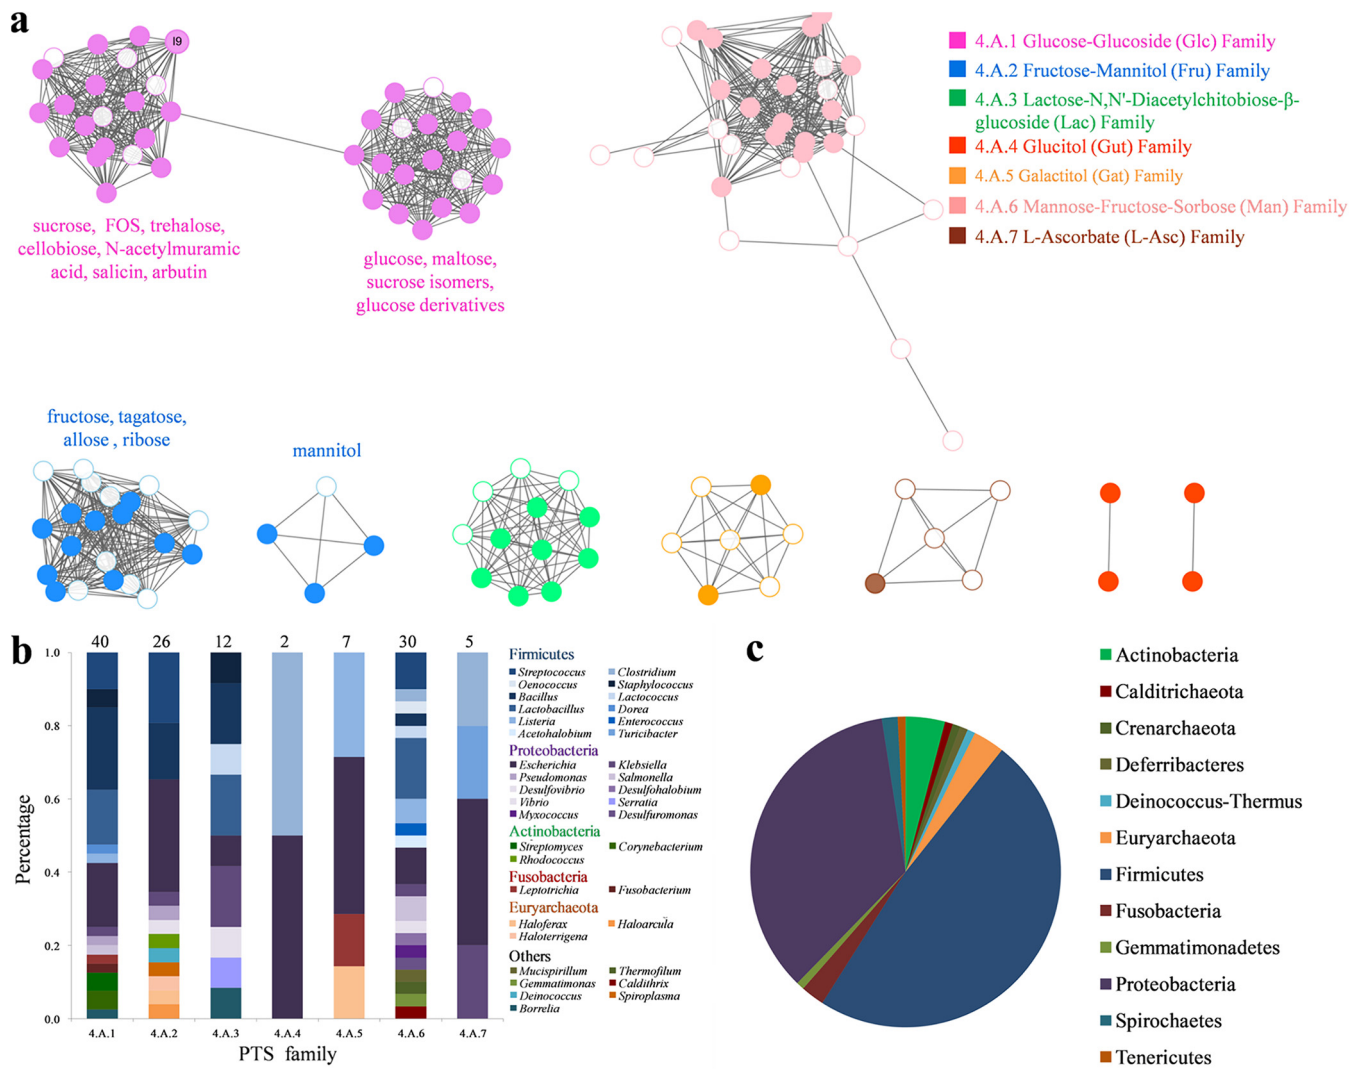 a
19
4.A.1 Glucose-Glucoside (Glc) Family
4.A.2 Fructose-Mannitol (Fru) Family
4.A.3 Lactose-N,N'-Diacetylchitobiose-β-
glucoside (Lac) Family
4.A.4 Glucitol (Gut) Family
4.A.5 Galactitol (Gat) Family
4.A.6 Mannose-Fructose-Sorbose (Man) Family
4.A.7 L-Ascorbate (L-Asc) Family
sucrose, FOS, trehalose,
cellobiose, N-acetylmuramic
acid, salicin, arbutin
glucose, maltose,
sucrose isomers,
glucose derivatives
fructose, tagatose,
allose , ribose
mannitol
b
40 26 12 2 7 30 5
1.0
0.8
0.6
0.4
0.2
0.0
Percentage
4.A.1 4.A.2 4.A.3 4.A.4 4.A.5 4.A.6 4.A.7
PTS family
Firmicutes
Streptococcus Clostridium
Oenococcus Staphylococcus
Bacillus Lactococcus
Lactobacillus Dorea
Listeria Enterococcus
Acetohalobium Turicibacter
Proteobacteria
Escherichia Klebsiella
Pseudomonas Salmonella
Desulfovibrio Desulfohalobium
Vibrio Serratia
Myxococcus Desulfuromonas
Actinobacteria
Streptomyces Corynebacterium
Rhodococcus
Fusobacteria
Leptotrichia Fusobacterium
Euryarchaeota
Haloferax Haloarcula
Haloterrigena
Others
Mucispirillum Thermofilum
Gemmatimonas Caldithrix
Deinococcus Spiroplasma
Borrelia
c
Actinobacteria
Calditrichaeota
Crenarchaeota
Deferribacteres
Deinococcus-Thermus
Euryarchaeota
Firmicutes
Fusobacteria
Gemmatimonadetes
Proteobacteria
Spirochaetes
Tenericutes